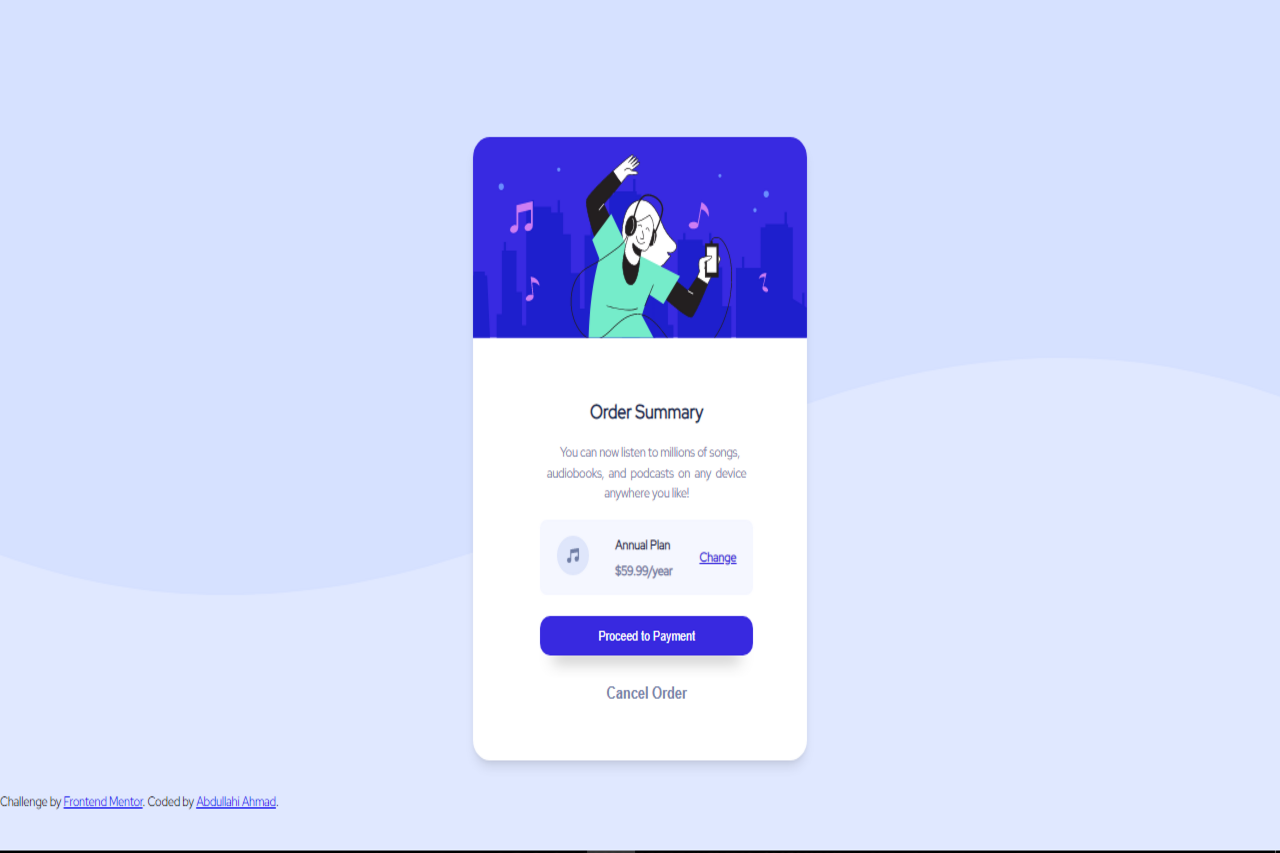 Order Summary
You can now listen to millions of songs,
audiobooks, and podcasts on any device
anywhere you like!
Annual Plan
$59.99/year
Change
Proceed to Payment
Cancel Order
Challenge by Frontend Mentor. Coded by Abdullahi Ahmad.